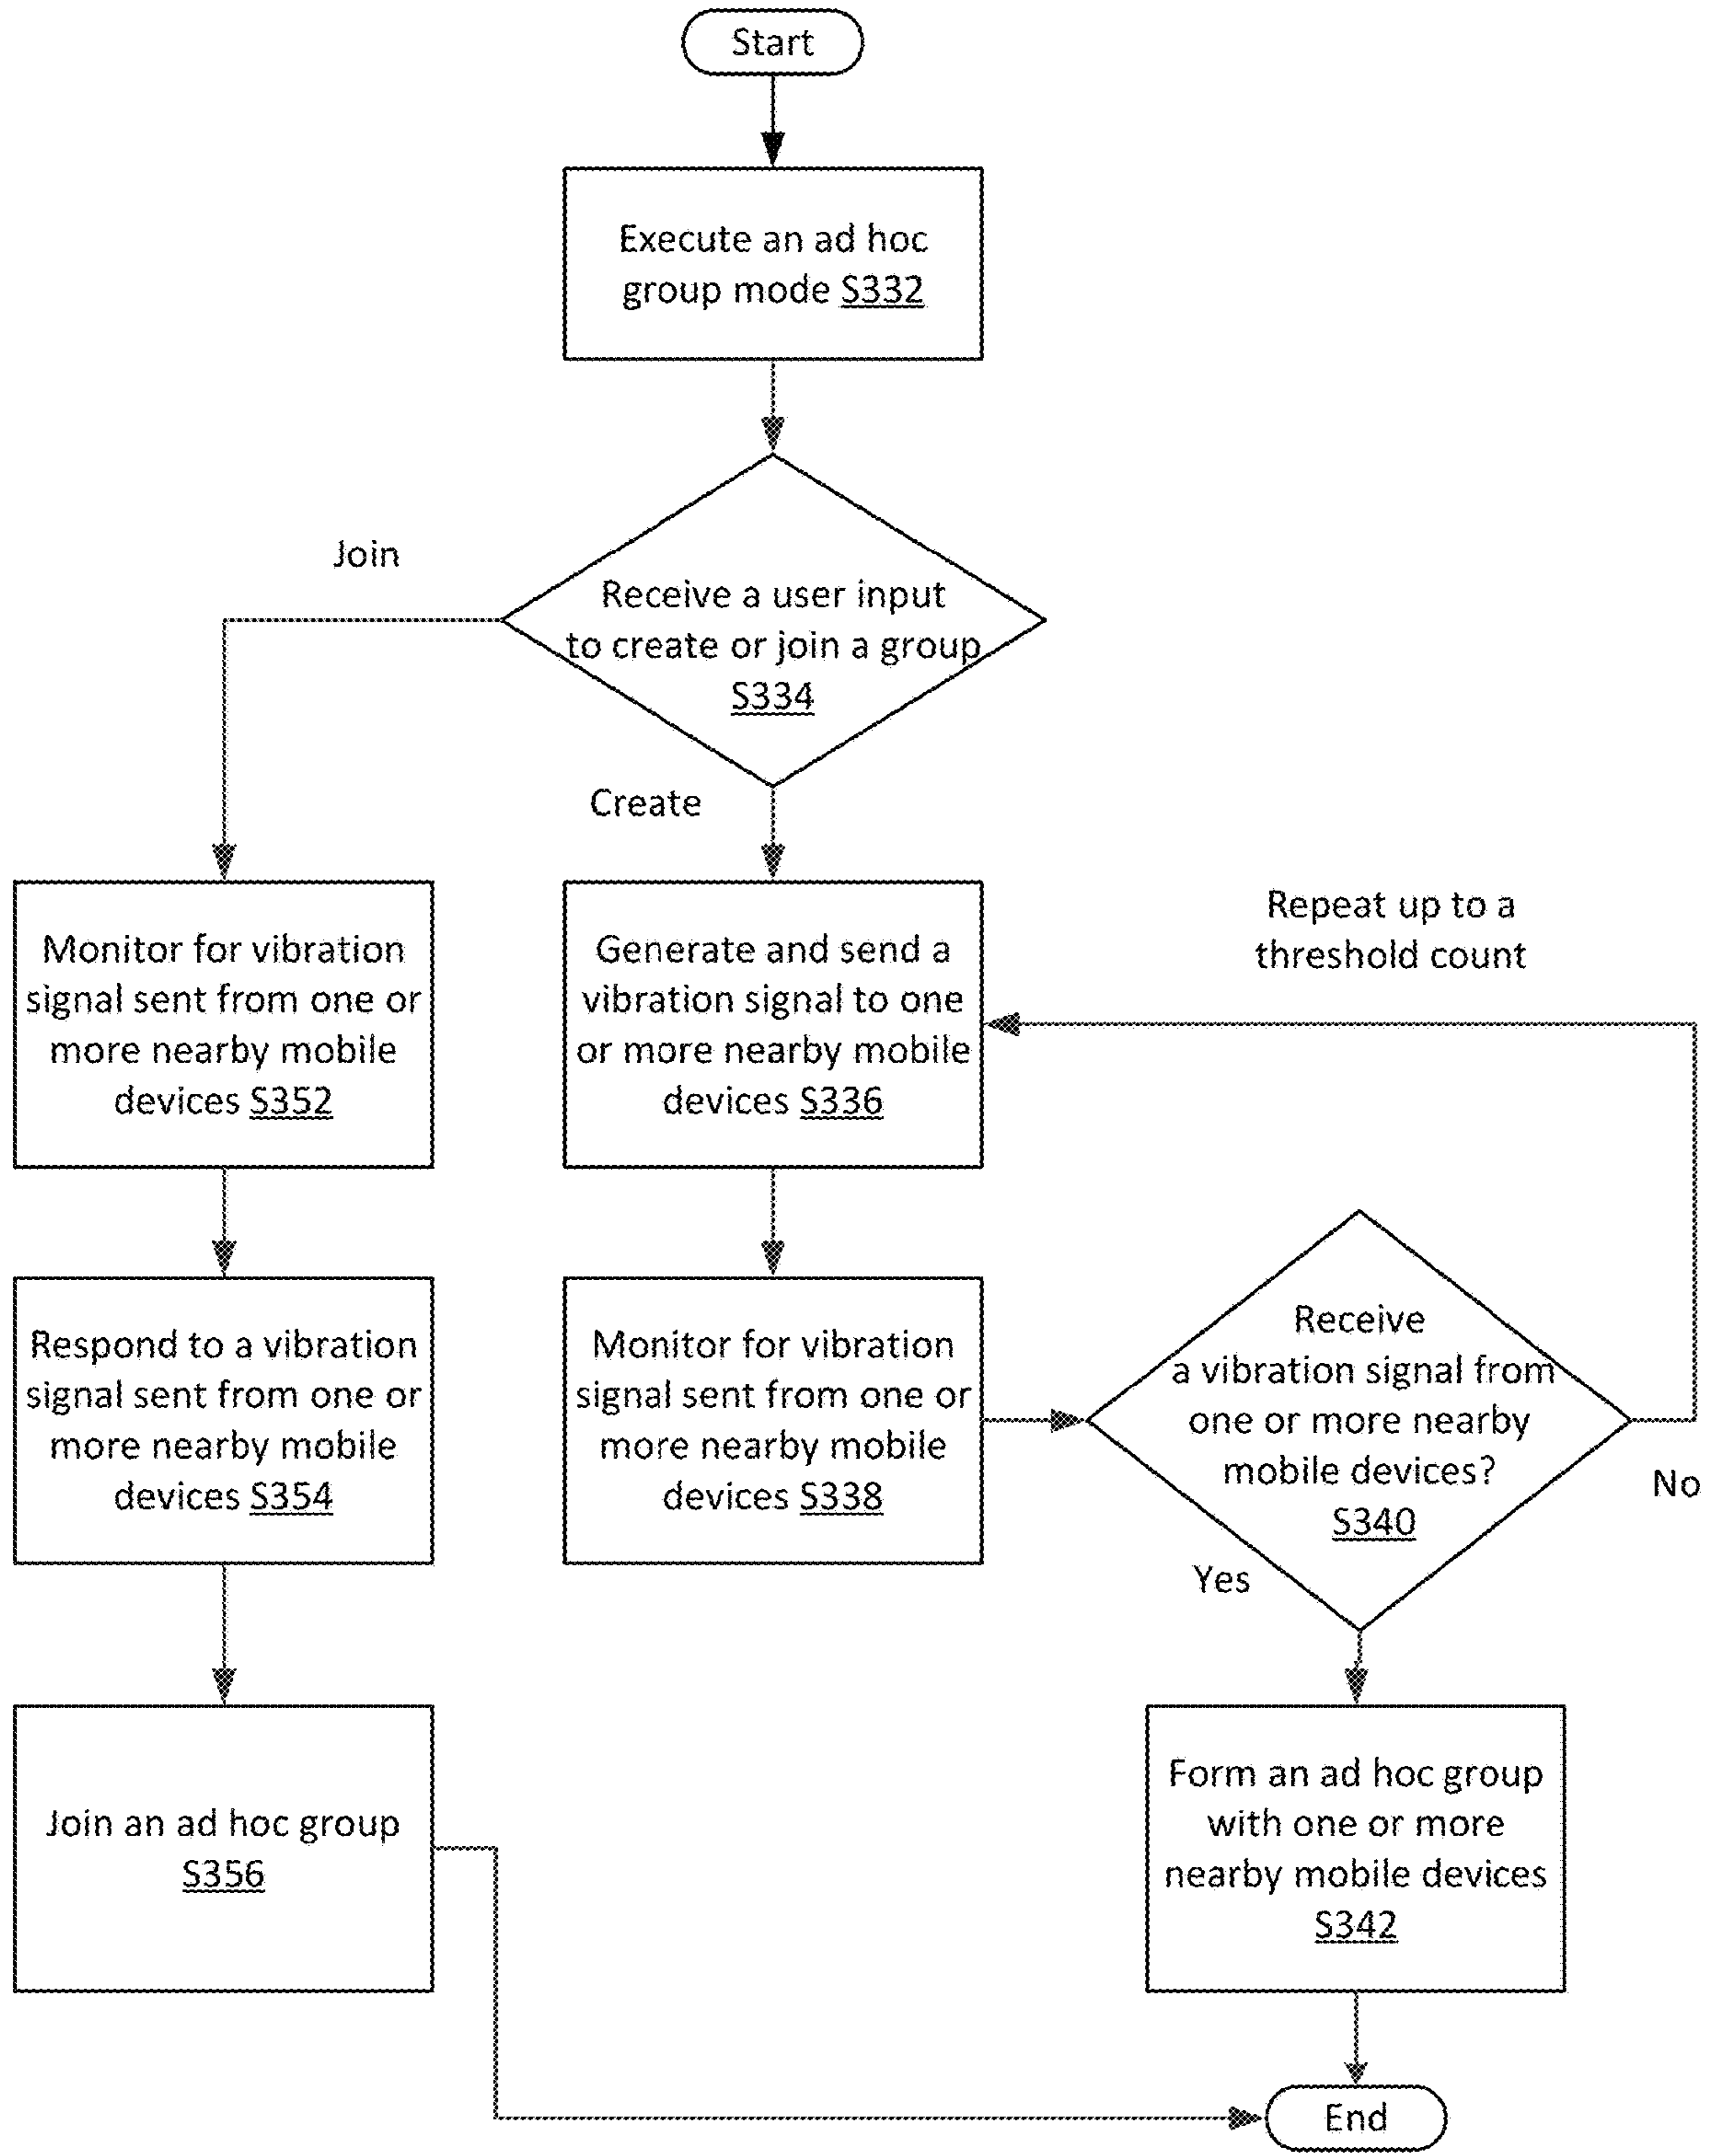 Start
Execute an ad hoc
group mode S332
Join
Receive a user input
to create or join a group
S334
Create
Monitor for vibration
signal sent from one or
more nearby mobile
devices S352
Generate and send a
vibration signal to one
or more nearby mobile
devices S336
Repeat up to a
threshold count
Respond to a vibration
signal sent from one or
more nearby mobile
devices S354
Monitor for vibration
signal sent from one or
more nearby mobile
devices S338
Receive
a vibration signal from
one or more nearby
mobile devices?
S340
No
Yes
Join an ad hoc group
S356
Form an ad hoc group
with one or more
nearby mobile devices
S342
End